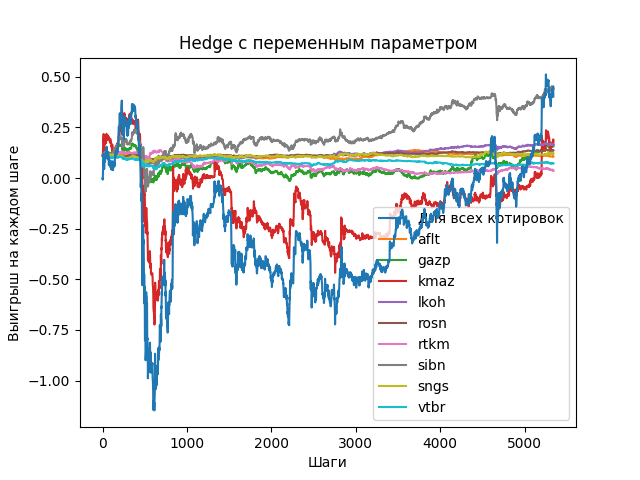 Hedge с переменным параметром
Выигрыш на каждом шаге
0.50
0.25
0.00
−0.25
−0.50
−0.75
−1.00
Для всех котировок
aflt
gazp
kmaz
lkoh
rosn
rtkm
sibn
sngs
vtbr
0 1000 2000 3000 4000 5000
Шаги